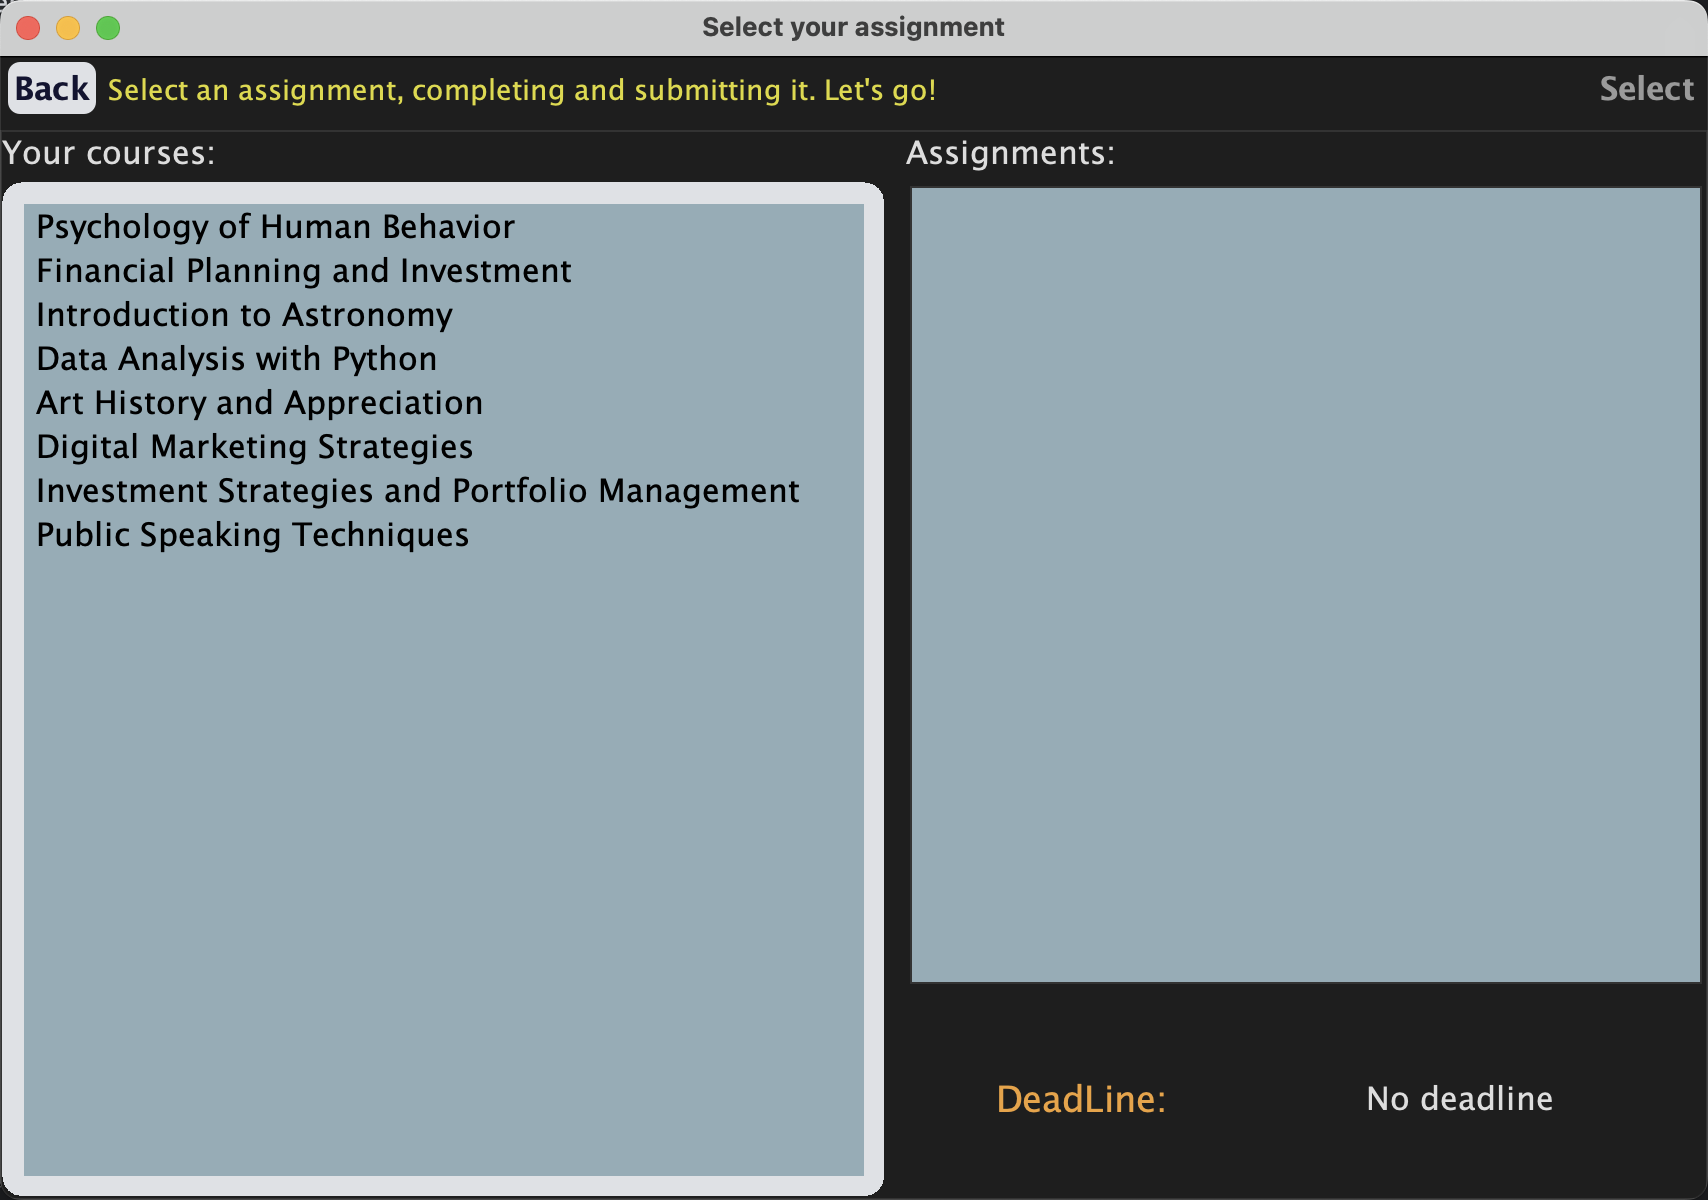 Select your assignment
Back Select an assignment, completing and submitting it. Let's go! Select
Your courses:
Psychology of Human Behavior
Financial Planning and Investment
Introduction to Astronomy
Data Analysis with Python
Art History and Appreciation
Digital Marketing Strategies
Investment Strategies and Portfolio Management
Public Speaking Techniques
Assignments:
DeadLine: No deadline